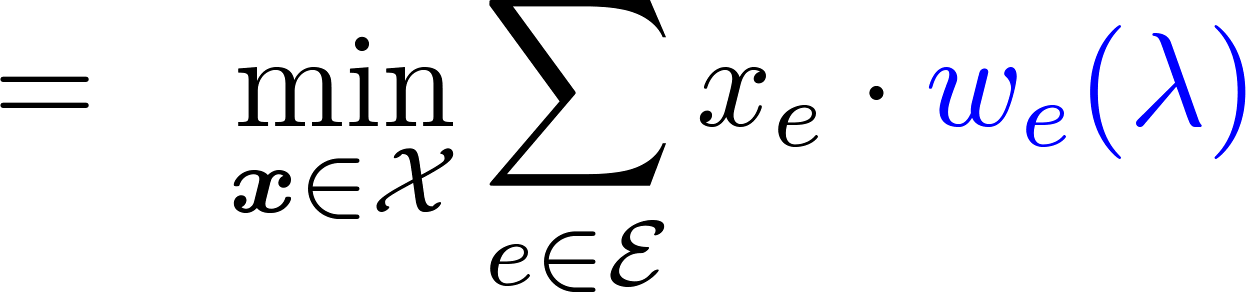 = min_{𝒙∈𝒳} ∑_{e∈ℰ} x_e · w_e(λ)